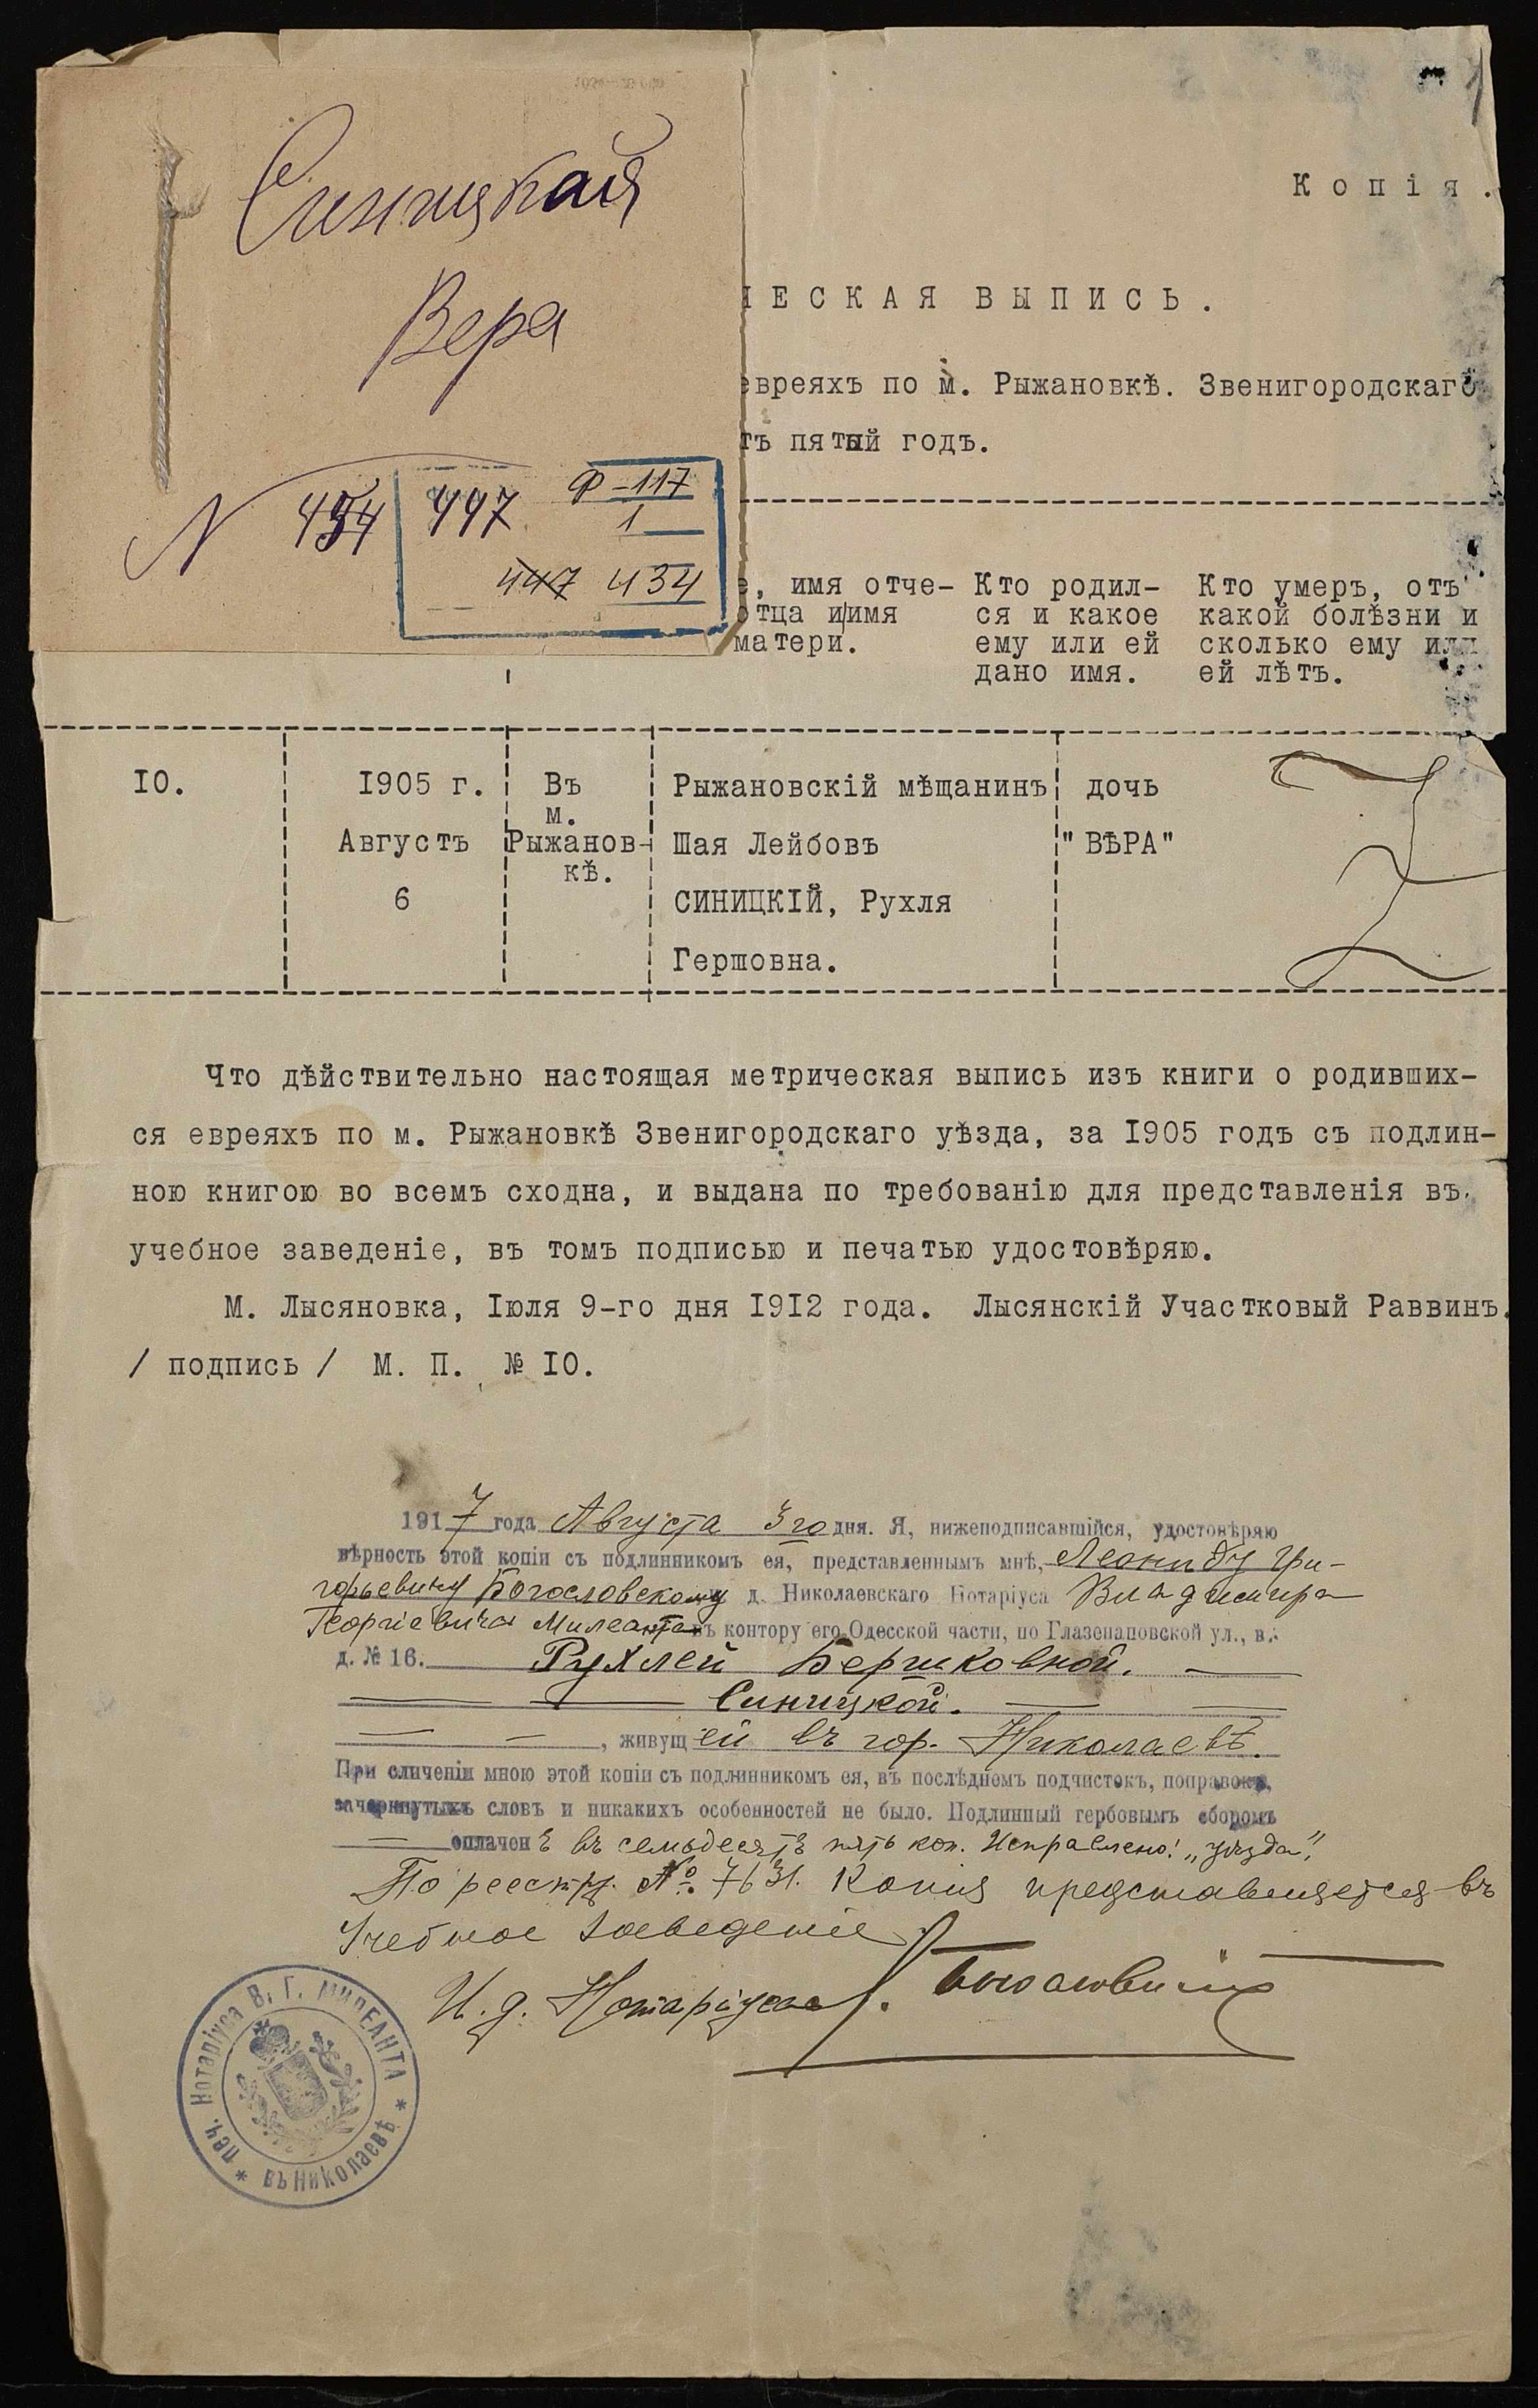 Синицкая
Вера
N 434
447 Ф-117
1
447 434
Копія.
ЧЕСКАЯ ВЫПИСЬ.
евреяхъ по м. Рыжановкѣ. Звенигородскаго
тъ пятый годъ.
е, имя отче- Кто родил- Кто умеръ, отъ
отца и/имя ся и какое какой болѣзни и
матери. ему или ей сколько ему или
дано имя. ей лѣтъ.
10. 1905 г. Въ Рыжановскій мѣщанинъ дочь
м.
Августъ Рыжанов- Шая Лейбовъ "ВѢРА"
кѣ.
6 СИНИЦКІЙ, Рухля
Гершовна.
Что дѣйствительно настоящая метрическая выпись изъ книги о родивших-
ся евреяхъ по м. Рыжановкѣ Звенигородскаго уѣзда, за 1905 годъ съ подлин-
ною книгою во всемъ сходна, и выдана по требованію для представленія въ
учебное заведеніе, въ томъ подписью и печатью удостовѣряю.
М. Лысяновка, Іюля 9-го дня 1912 года. Лысянскій Участковый Раввинъ.
/ подпись / М. П. № 10.
1917 года Августа 3го дня. Я, нижеподписавшійся, удостовѣряю
вѣрность этой копіи съ подлинникомъ ея, представленнымъ мнѣ, Леониду Гри-
горьевичу Богословскому и. д. Николаевскаго Нотаріуса Владимира
Георгіевича Милеанта въ контору его Одесской части, по Глазенаповской ул., въ
д. № 16. Рухлей Бершковной
Синицкой.
, живущей въ гор. Николаевѣ.
При сличеніи мною этой копіи съ подлинникомъ ея, въ послѣднемъ подчистокъ, поправокъ,
зачеркнутыхъ словъ и никакихъ особенностей не было. Подлинный гербовымъ сборомъ
оплаченъ въ семьдесятъ пять коп. Исправлено: „уѣзда".
По реестру № 7631. Копія представляется въ
Учебное Заведеніе
И. д. Нотаріуса Богословскій
печ. Нотаріуса В. Г. МИЛЕАНТА
* въ Николаевѣ *